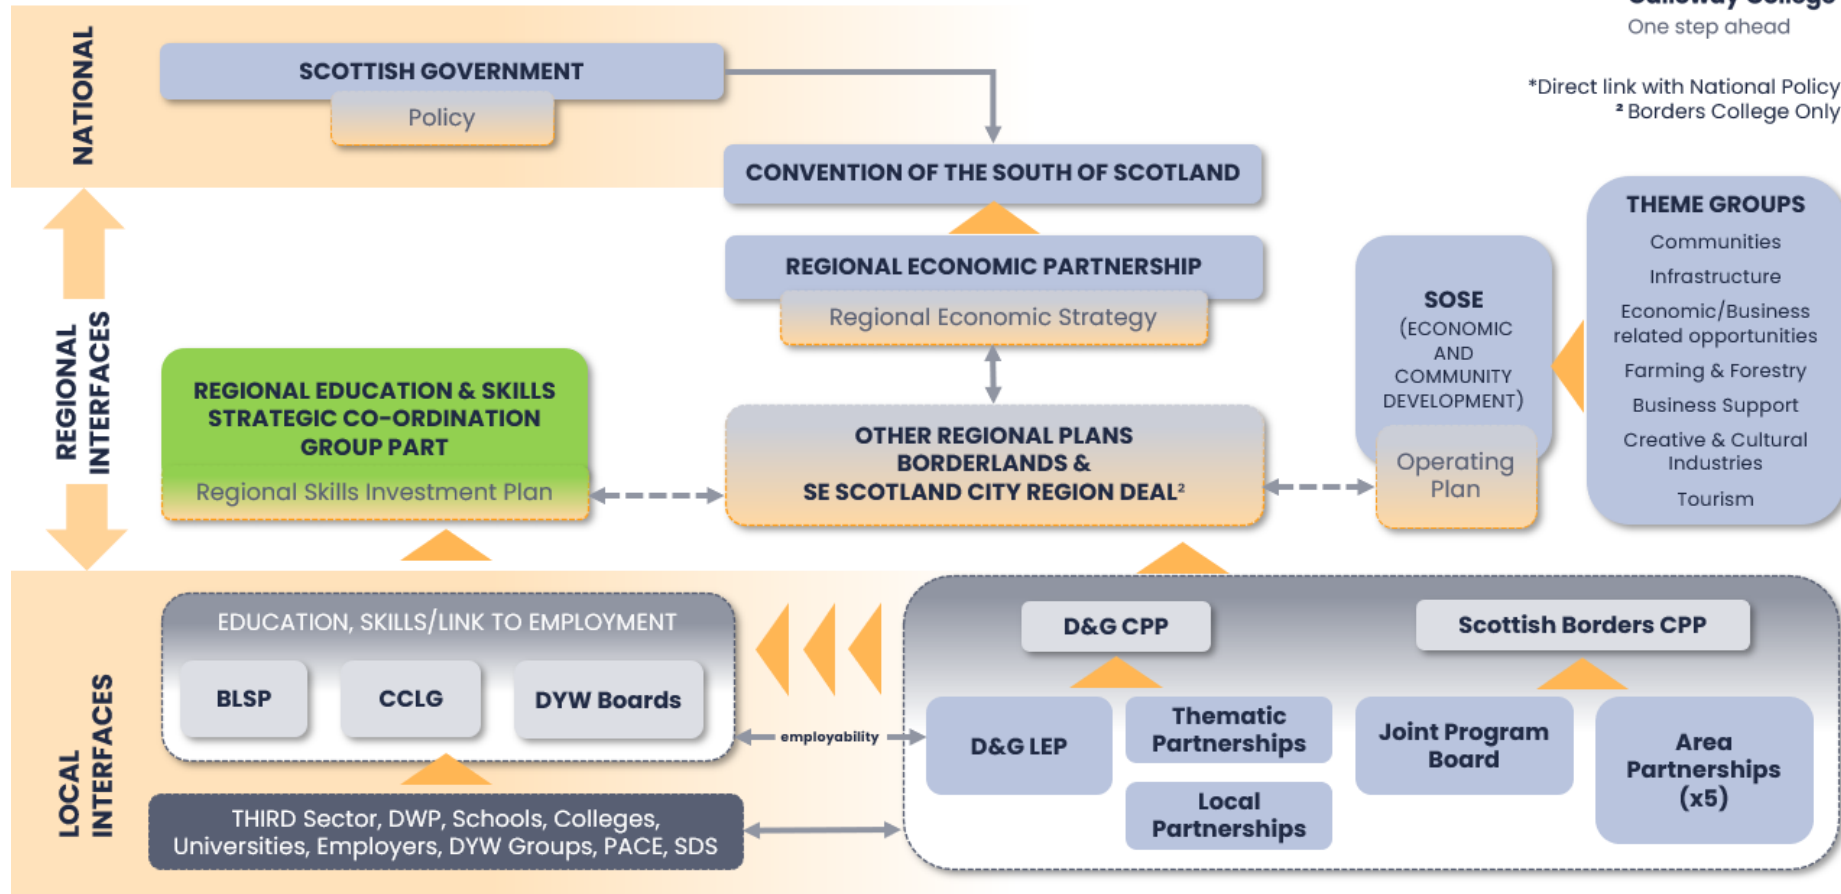 Galloway College
One step ahead
*Direct link with National Policy
² Borders College Only
NATIONAL
SCOTTISH GOVERNMENT
Policy
CONVENTION OF THE SOUTH OF SCOTLAND
REGIONAL INTERFACES
REGIONAL ECONOMIC PARTNERSHIP
Regional Economic Strategy
REGIONAL EDUCATION & SKILLS
STRATEGIC CO-ORDINATION
GROUP PART
Regional Skills Investment Plan
OTHER REGIONAL PLANS
BORDERLANDS &
SE SCOTLAND CITY REGION DEAL²
SOSE
(ECONOMIC
AND
COMMUNITY
DEVELOPMENT)
Operating
Plan
THEME GROUPS
Communities
Infrastructure
Economic/Business
related opportunities
Farming & Forestry
Business Support
Creative & Cultural
Industries
Tourism
LOCAL
INTERFACES
EDUCATION, SKILLS/LINK TO EMPLOYMENT
BLSP
CCLG
DYW Boards
employability
THIRD Sector, DWP, Schools, Colleges,
Universities, Employers, DYW Groups, PACE, SDS
D&G CPP
D&G LEP
Thematic
Partnerships
Local
Partnerships
Scottish Borders CPP
Joint Program
Board
Area
Partnerships
(x5)